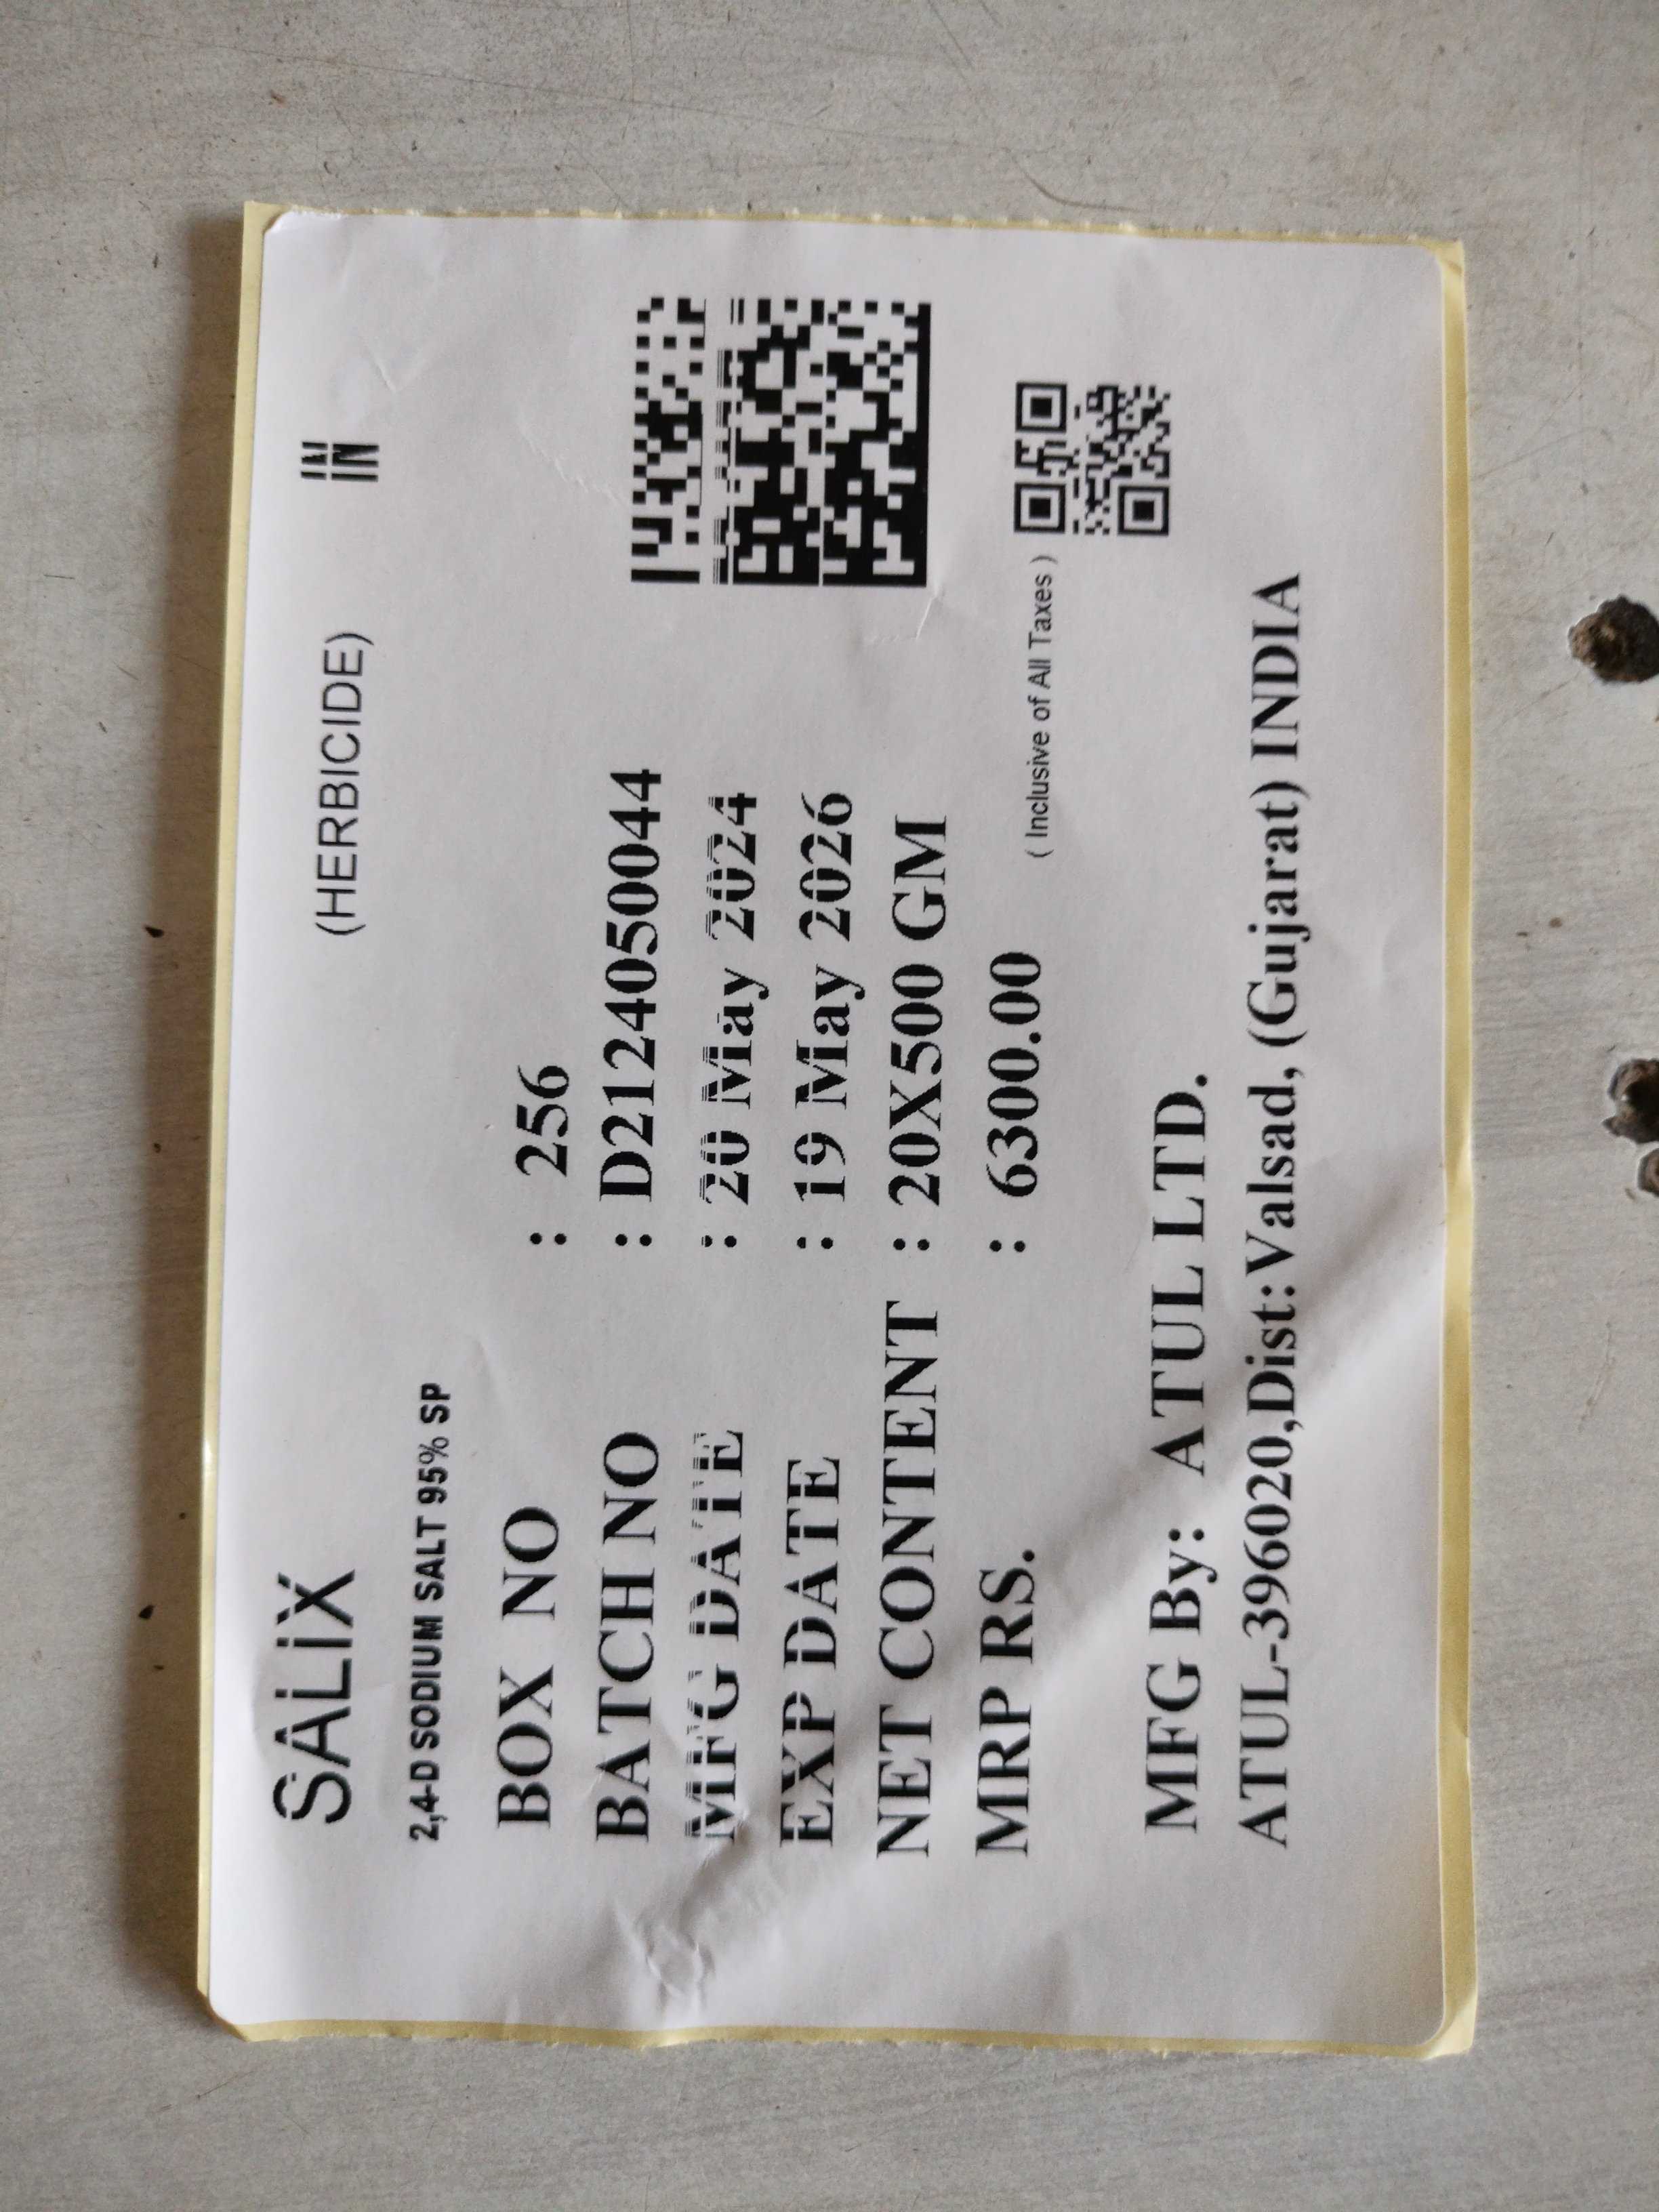 SALIX (HERBICIDE) IN
2,4-D SODIUM SALT 95% SP
BOX NO : 256
BATCH NO : D212405044
MFG DATE : 20 May 2024
EXP DATE : 19 May 2026
NET CONTENT : 20X500 GM
MRP RS. : 6300.00 ( Inclusive of All Taxes )
MFG By: ATUL LTD.
ATUL-396020,Dist:Valsad, (Gujarat) INDIA